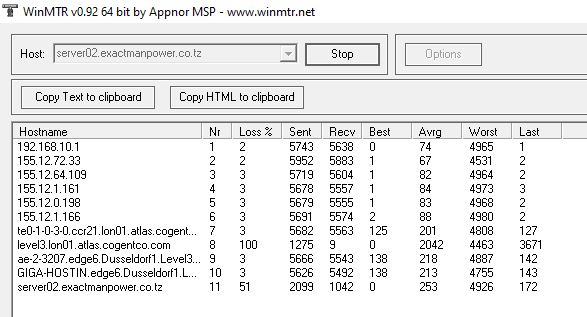 WinMTR v0.92 64 bit by Appnor MSP - www.winmtr.net
Host: server02.exactmanpower.co.tz Stop Options
Copy Text to clipboard Copy HTML to clipboard
Hostname Nr Loss % Sent Recv Best Avrg Worst Last
192.168.10.1 1 2 5743 5638 0 74 4965 1
155.12.72.33 2 2 5952 5883 1 67 4531 2
155.12.64.109 3 3 5719 5604 1 82 4964 2
155.12.1.161 4 3 5678 5557 1 84 4973 3
155.12.0.198 5 3 5679 5555 1 84 4968 2
155.12.1.166 6 3 5691 5574 2 88 4980 2
te0-1-0-3-0.ccr21.lon01.atlas.cogent... 7 3 5682 5563 125 201 4808 127
level3.lon01.atlas.cogentco.com 8 100 1275 9 0 2042 4463 3671
ae-2-3207.edge6.Dusseldorf1.Level3... 9 3 5666 5543 138 218 4887 142
GIGA-HOSTIN.edge6.Dusseldorf1.L... 10 3 5626 5492 138 213 4755 143
server02.exactmanpower.co.tz 11 51 2099 1042 0 253 4926 172